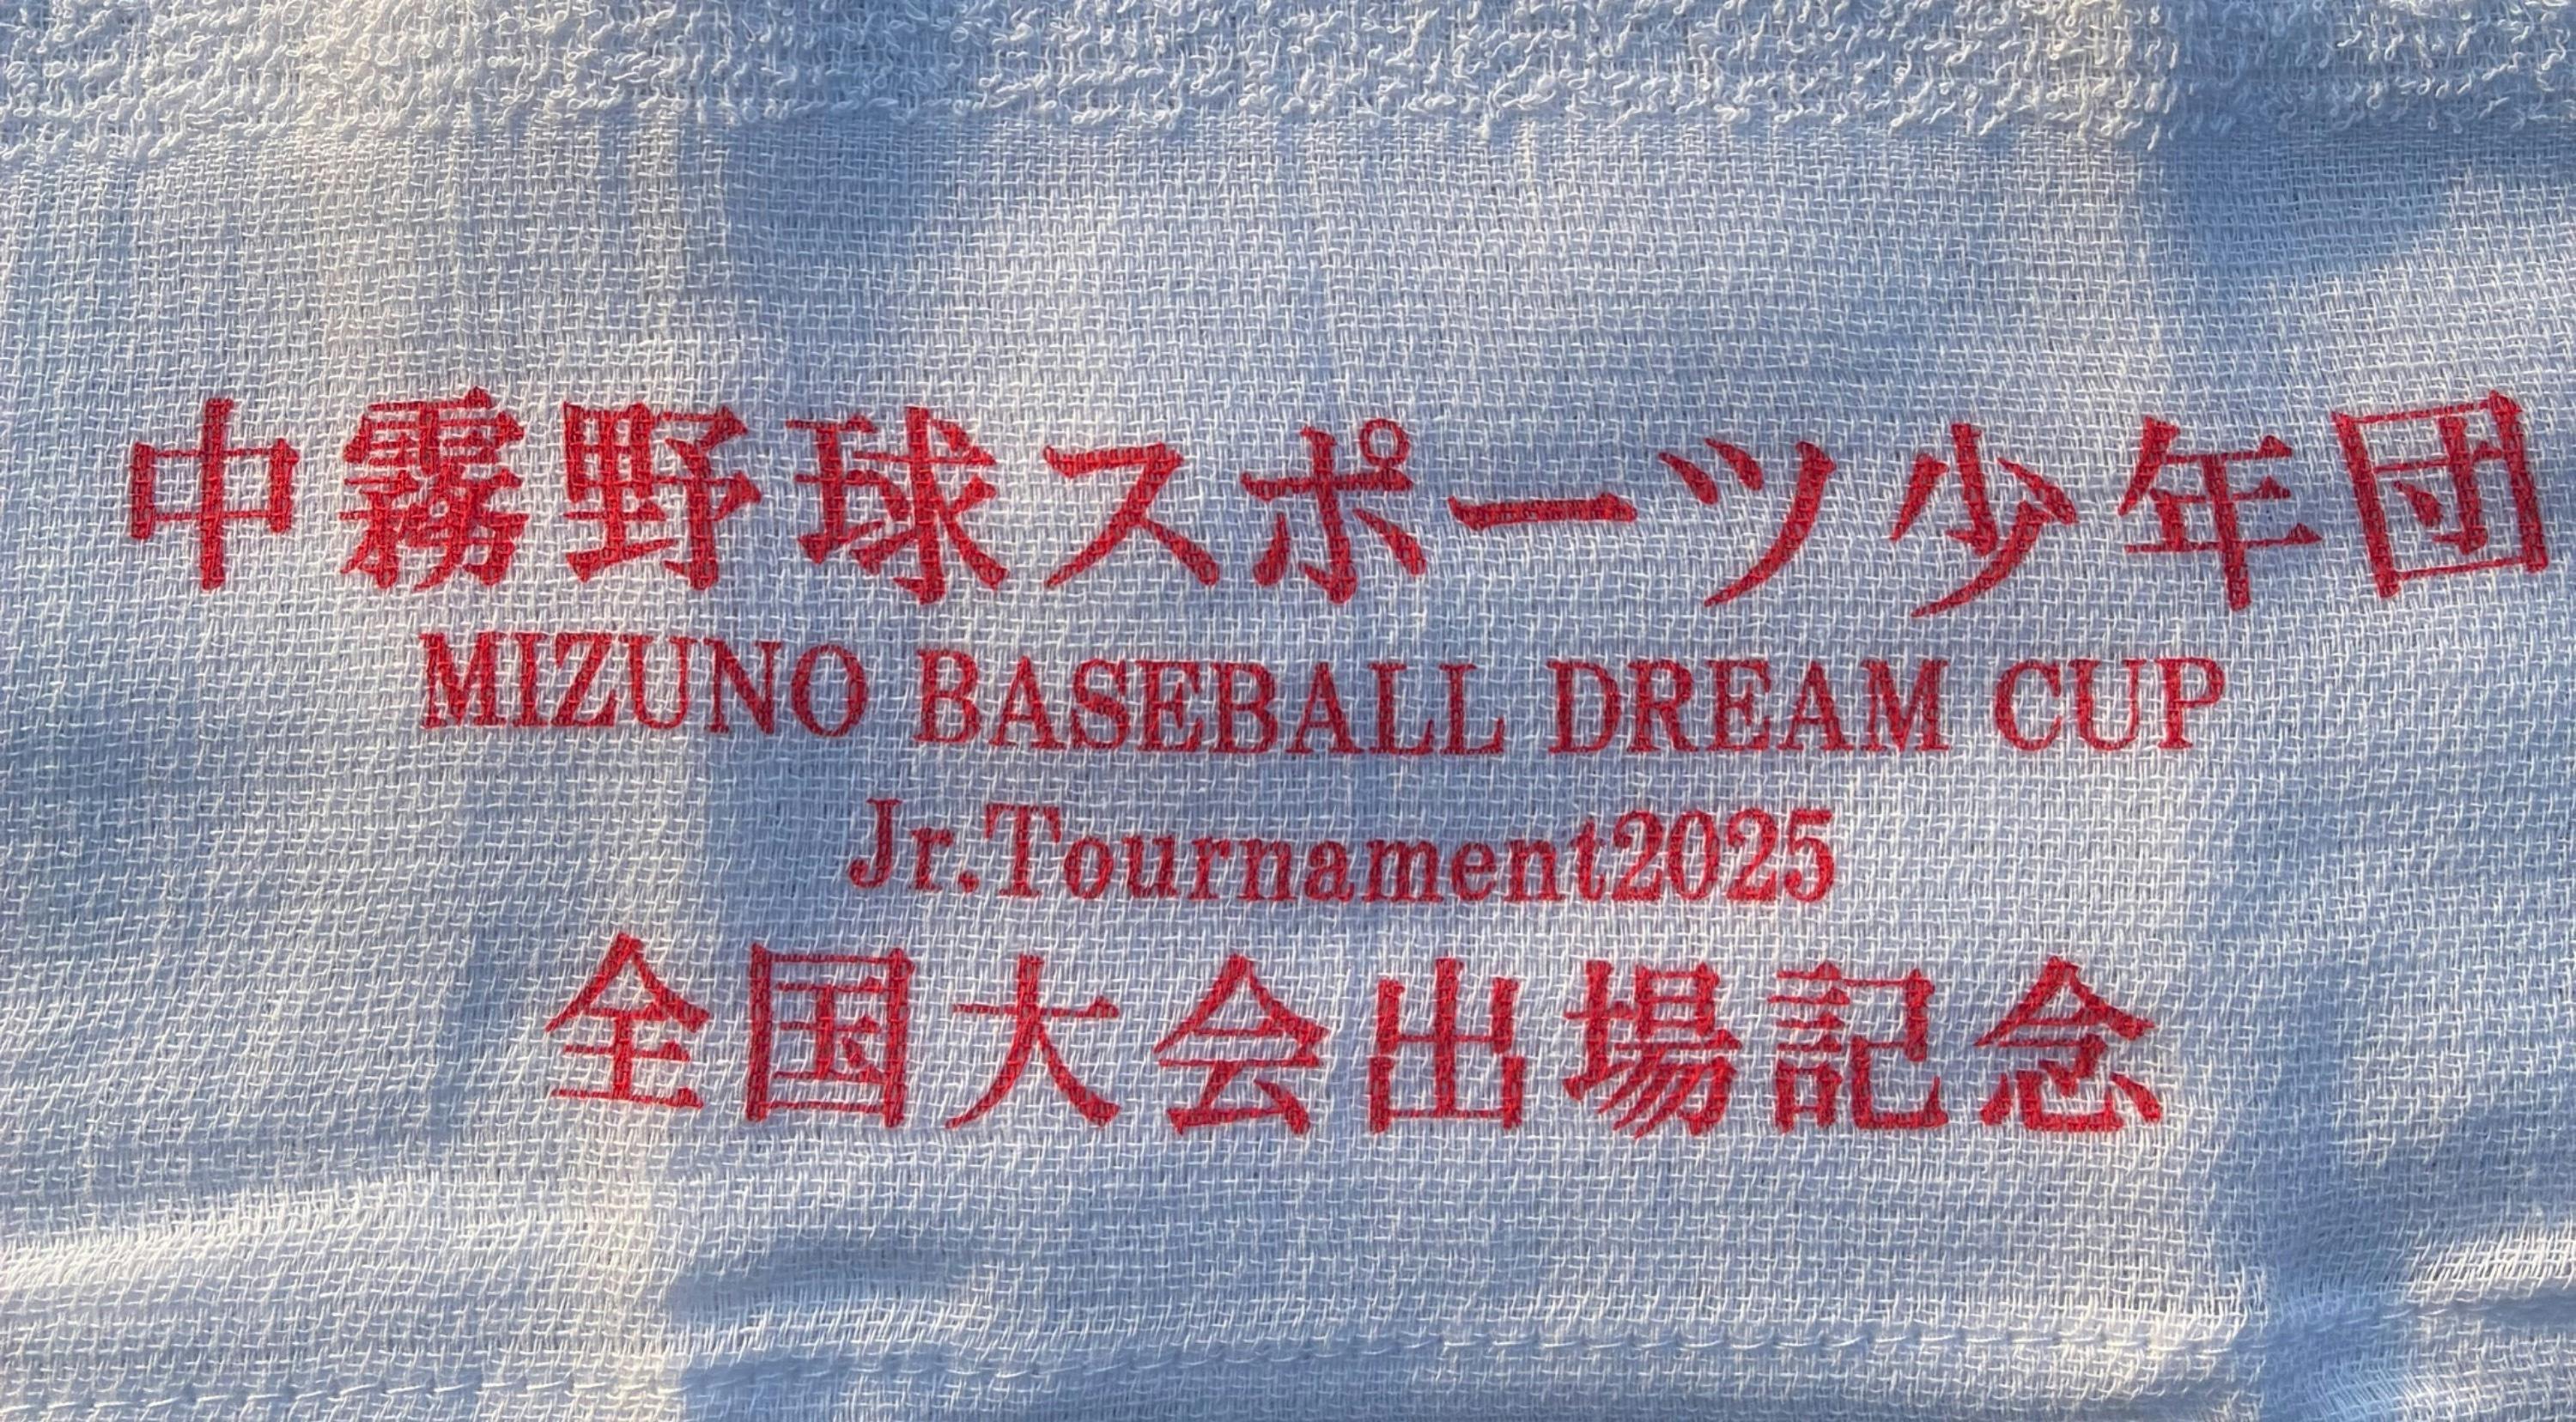 中霧野球スポーツ少年団
MIZUNO BASEBALL DREAM CUP
Jr.Tournament2025
全国大会出場記念